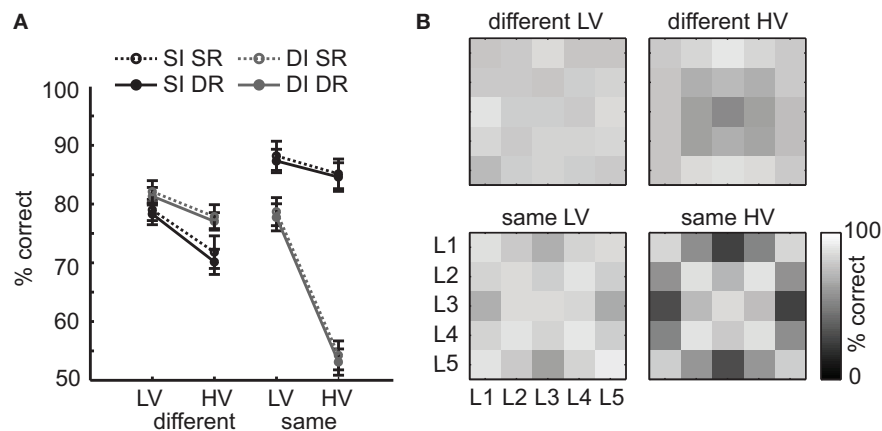 A
SI SR
DI SR
SI DR
DI DR
100
90
80
70
60
50
% correct
LV HV LV HV
different same
B
different LV
different HV
same LV
same HV
L1
L2
L3
L4
L5
L1 L2 L3 L4 L5
100
0
% correct